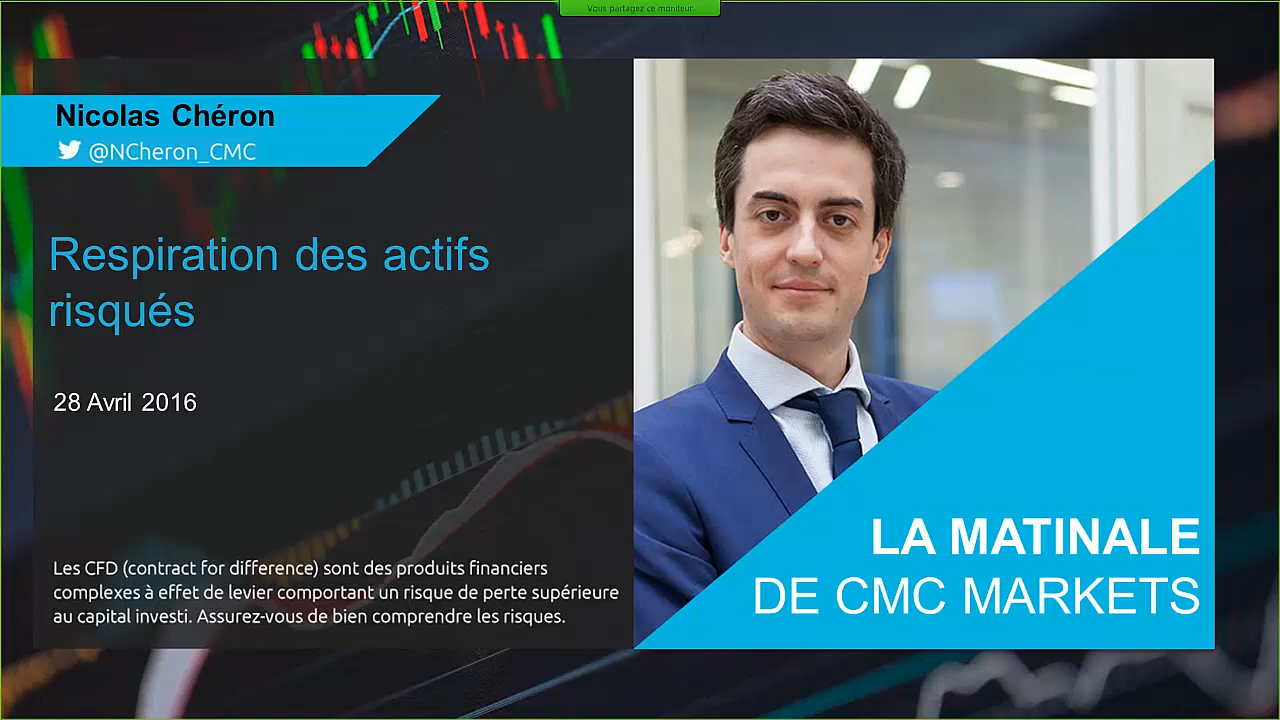 Vous partagez ce moniteur.
Nicolas Chéron
@NCheron_CMC
Respiration des actifs
risqués
28 Avril 2016
Les CFD (contract for difference) sont des produits financiers
complexes à effet de levier comportant un risque de perte supérieure
au capital investi. Assurez-vous de bien comprendre les risques.
LA MATINALE
DE CMC MARKETS